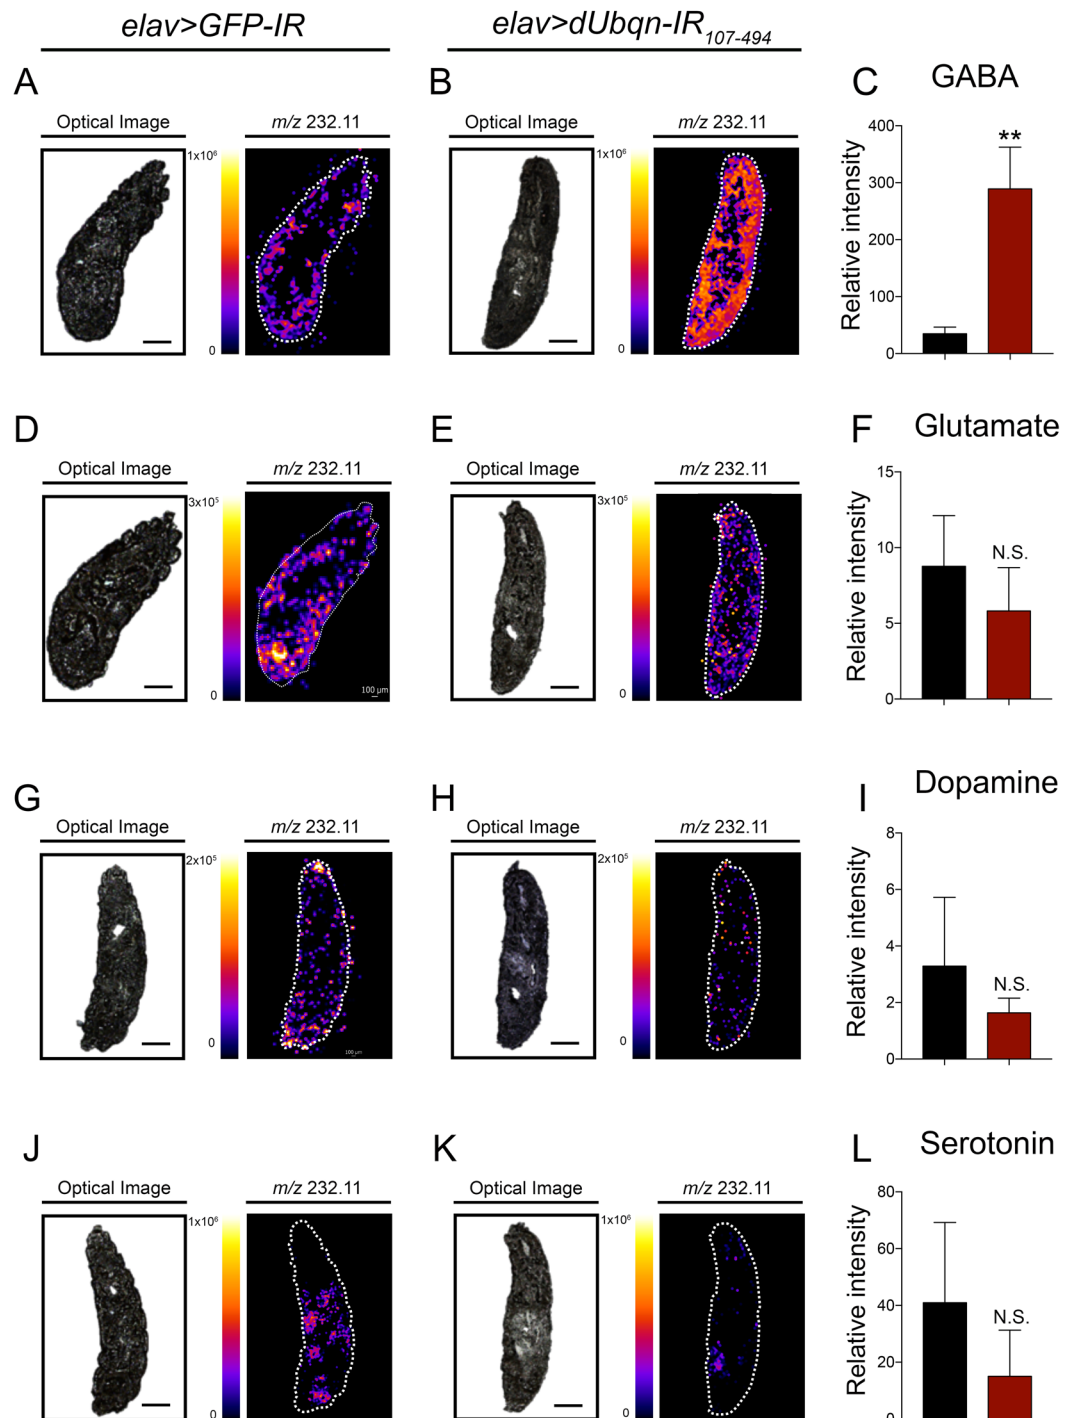 elav>GFP-IR
elav>dUbqn-IR107-494
A
B
C GABA
Optical Image
m/z 232.11
Optical Image
m/z 232.11
1x10⁶
0
1x10⁶
0
Relative intensity
400
300
200
100
0
**
D
E
F Glutamate
Optical Image
m/z 232.11
Optical Image
m/z 232.11
3x10⁵
0
100 µm
3x10⁵
0
Relative intensity
15
10
5
0
N.S.
G
H
I Dopamine
Optical Image
m/z 232.11
Optical Image
m/z 232.11
2x10⁵
0
100 µm
2x10⁵
0
Relative intensity
8
6
4
2
0
N.S.
J
K
L Serotonin
Optical Image
m/z 232.11
Optical Image
m/z 232.11
1x10⁶
0
1x10⁶
0
Relative intensity
80
60
40
20
0
N.S.